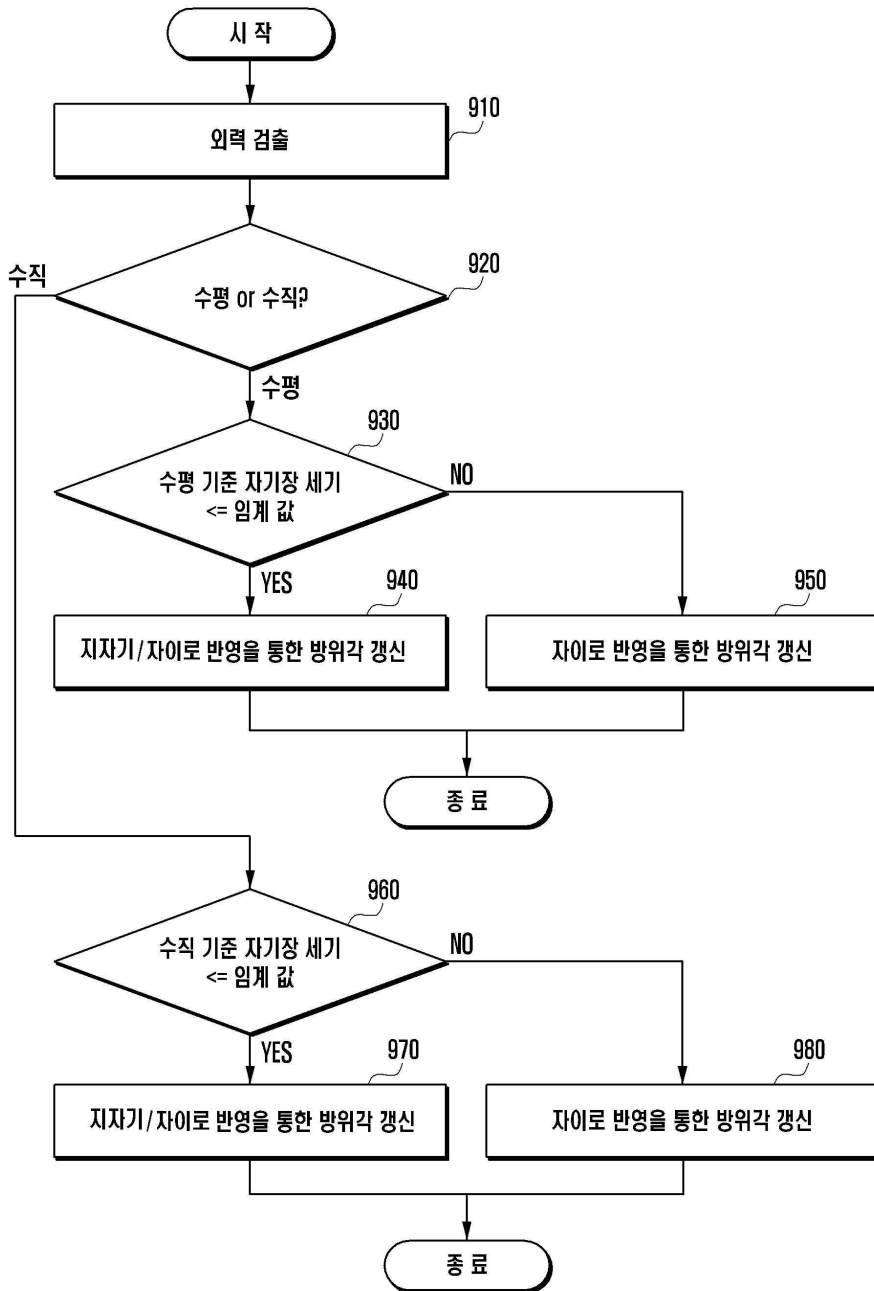 시 작
910
외력 검출
수직
920
수평 or 수직?
수평
930
수평 기준 자기장 세기
<= 임계 값
NO
YES
940
950
지자기/자이로 반영을 통한 방위각 갱신
자이로 반영을 통한 방위각 갱신
종 료
960
수직 기준 자기장 세기
<= 임계 값
NO
YES
970
980
지자기/자이로 반영을 통한 방위각 갱신
자이로 반영을 통한 방위각 갱신
종 료